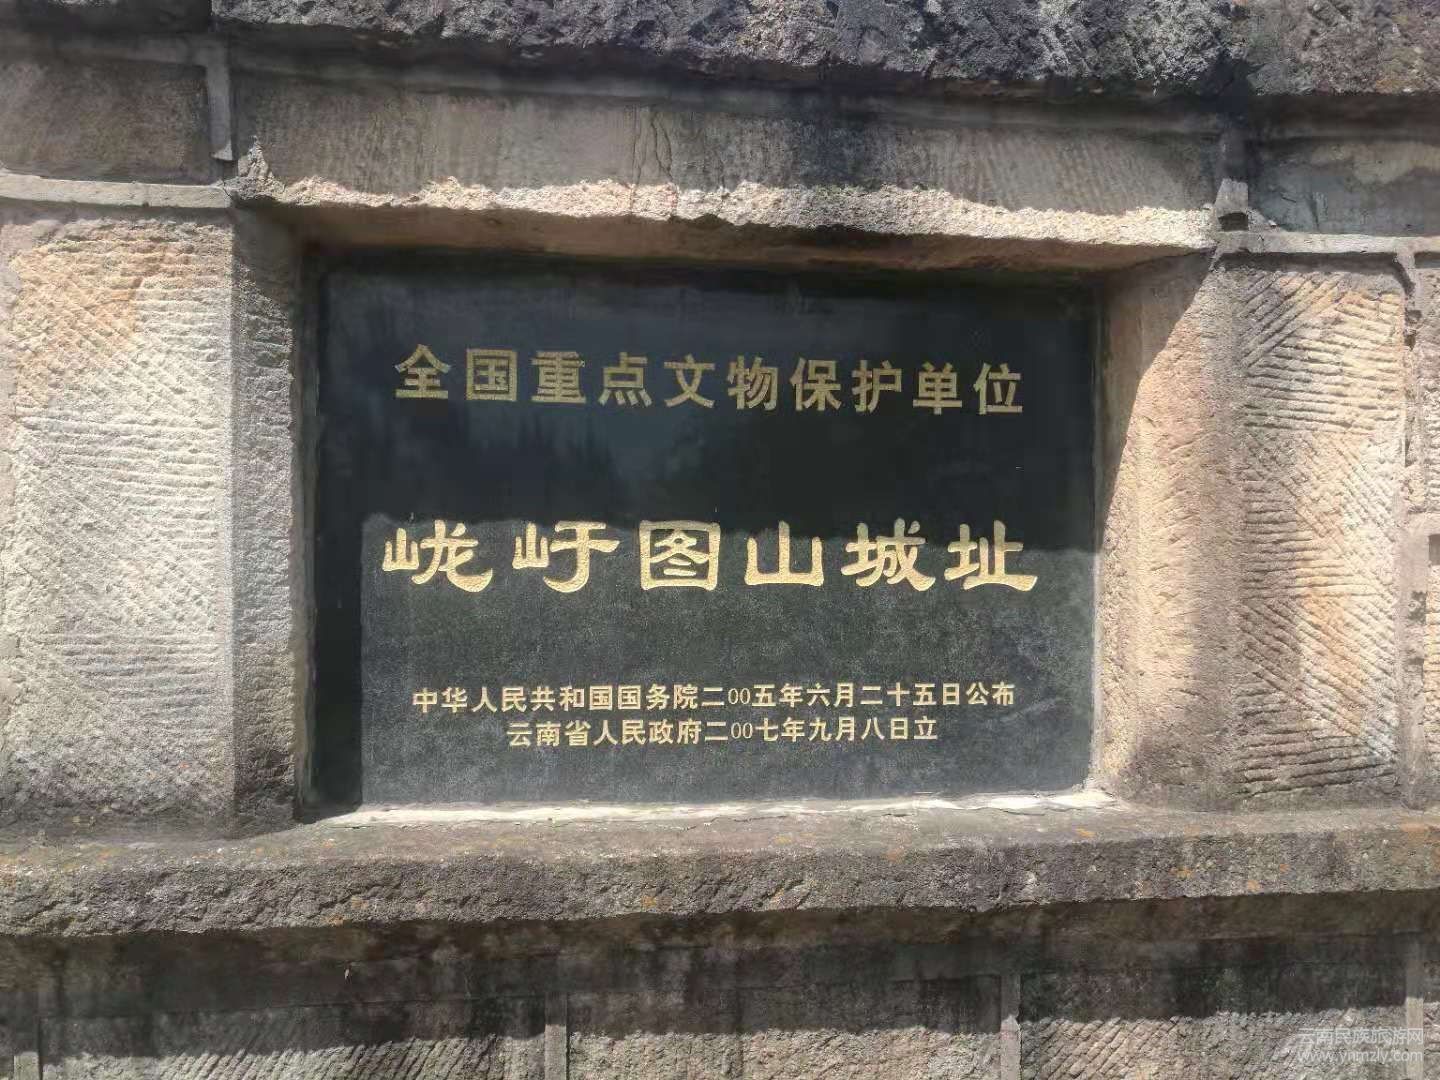 全国重点文物保护单位
㟖屽图山城址
中华人民共和国国务院二00五年六月二十五日公布
云南省人民政府二00七年九月八日立
云南民族旅游网
www.ynmzly.com